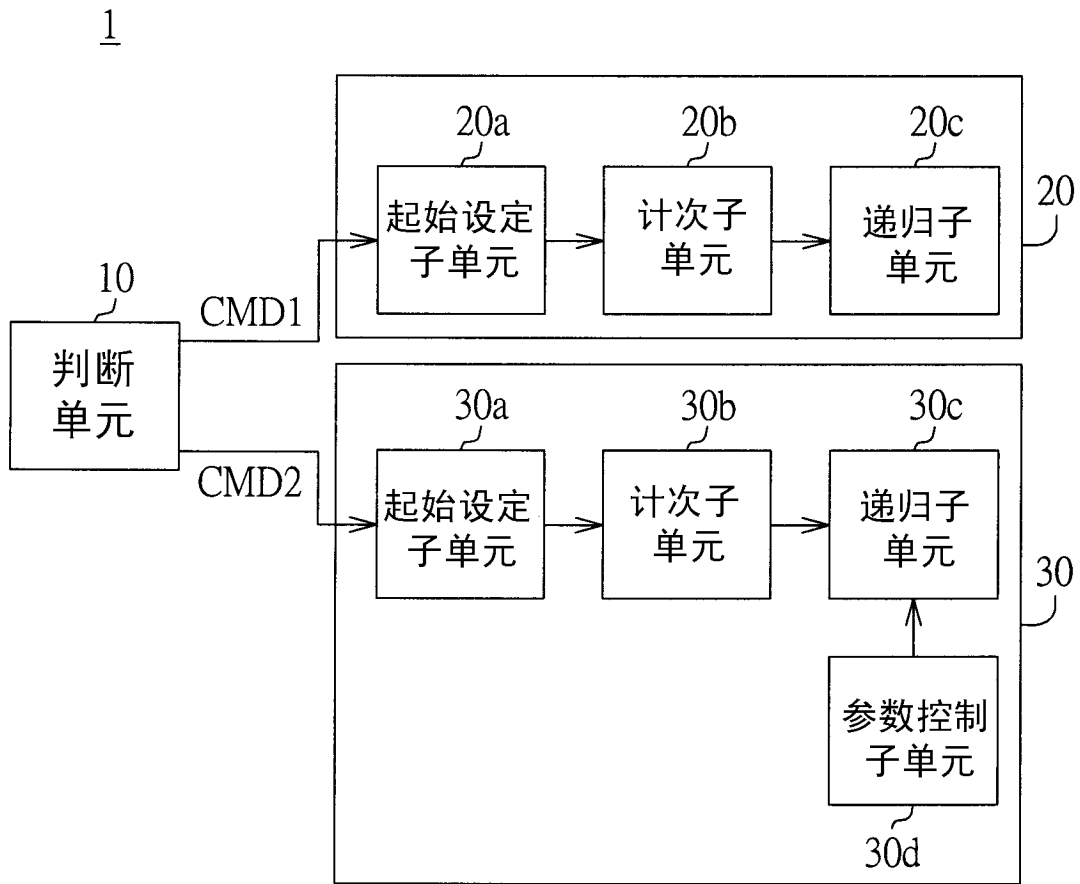 1
20a
20b
20c
起始设定
子单元
计次子
单元
递归子
单元
20
10
CMD1
判断
单元
CMD2
30a
30b
30c
起始设定
子单元
计次子
单元
递归子
单元
30
参数控制
子单元
30d